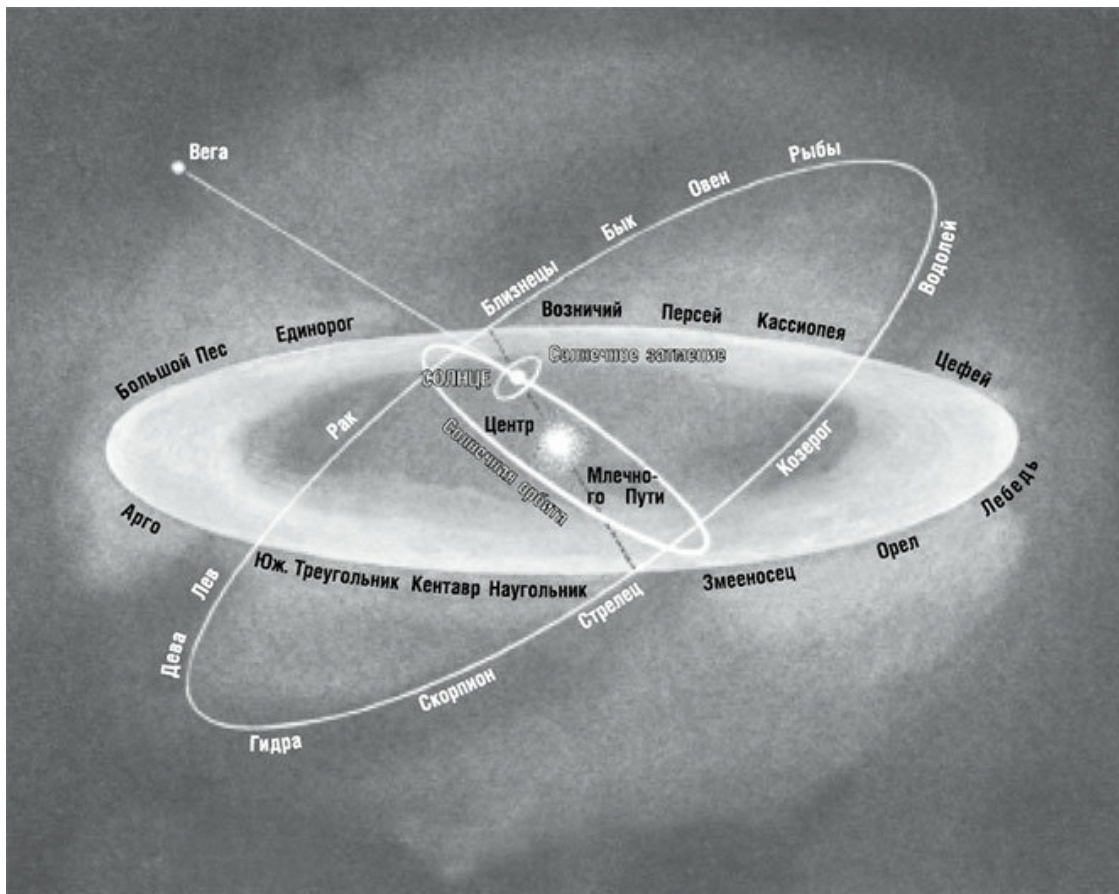 Вега
Рыбы
Овен
Бык
Водолей
Близнецы
Возничий
Персей
Кассиопея
Единорог
Большой Пес
Цефей
Солнечное затмение
СОЛНЦЕ
Рак
Центр
Млечно-
го Пути
Солнечная орбита
Козерог
Лебедь
Арго
Орел
Юж. Треугольник
Кентавр
Наугольник
Змееносец
Лев
Стрелец
Дева
Скорпион
Гидра